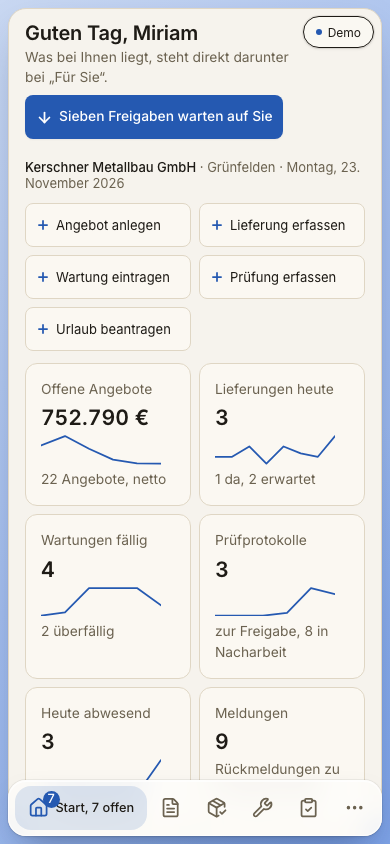 Guten Tag, Miriam
Demo
Was bei Ihnen liegt, steht direkt darunter
bei „Für Sie“.
Sieben Freigaben warten auf Sie
Kerschner Metallbau GmbH · Grünfelden · Montag, 23.
November 2026
Angebot anlegen
Lieferung erfassen
Wartung eintragen
Prüfung erfassen
Urlaub beantragen
Offene Angebote
752.790 €
22 Angebote, netto
Lieferungen heute
3
1 da, 2 erwartet
Wartungen fällig
4
2 überfällig
Prüfprotokolle
3
zur Freigabe, 8 in
Nacharbeit
Heute abwesend
3
Meldungen
9
Rückmeldungen zu
7
Start, 7 offen